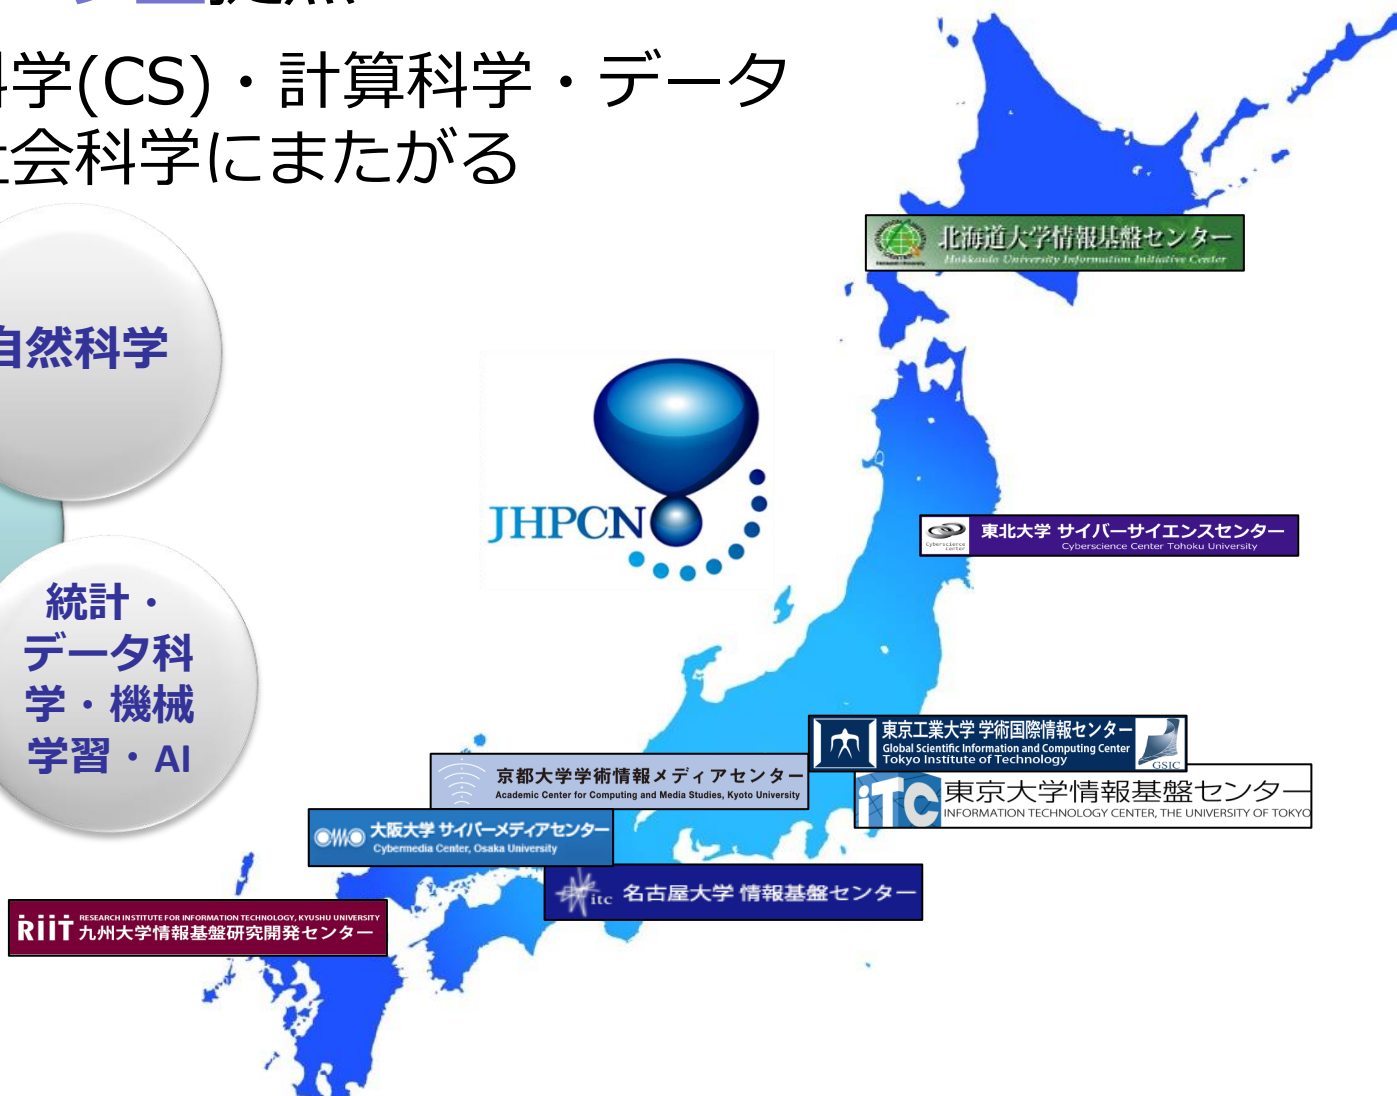 拠点
学(CS)・計算科学・データ
会科学にまたがる
自然科学
統計・
データ科
学・機械
学習・AI
JHPCN
北海道大学情報基盤センター
Hokkaido University Information Initiative Center
東北大学 サイバーサイエンスセンター
Cyberscience Center Tohoku University
Cyberscience
Center
東京工業大学 学術国際情報センター
Global Scientific Information and Computing Center
Tokyo Institute of Technology
GSIC
京都大学学術情報メディアセンター
Academic Center for Computing and Media Studies, Kyoto University
iTC 東京大学情報基盤センター
INFORMATION TECHNOLOGY CENTER, THE UNIVERSITY OF TOKYO
大阪大学 サイバーメディアセンター
Cybermedia Center, Osaka University
itc 名古屋大学 情報基盤センター
RIIT RESEARCH INSTITUTE FOR INFORMATION TECHNOLOGY, KYUSHU UNIVERSITY
九州大学情報基盤研究開発センター